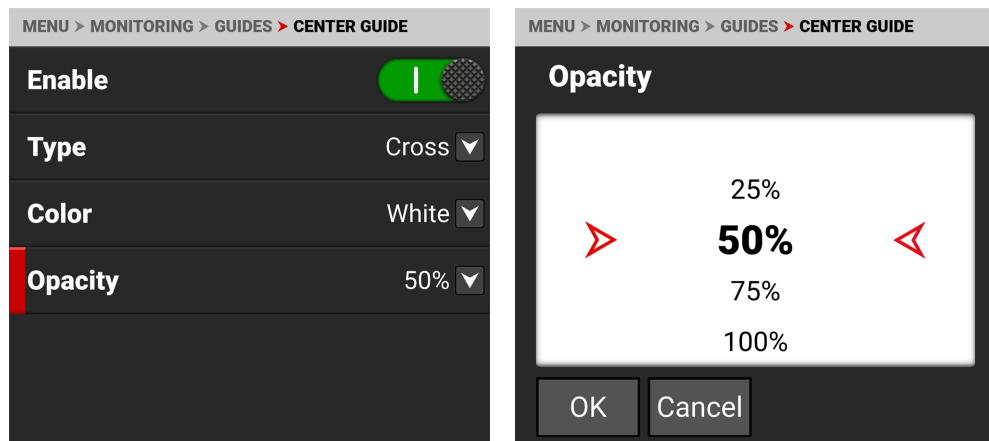 MENU > MONITORING > GUIDES > CENTER GUIDE
Enable
Type Cross
Color White
Opacity 50%
MENU > MONITORING > GUIDES > CENTER GUIDE
Opacity
25%
50%
75%
100%
OK Cancel